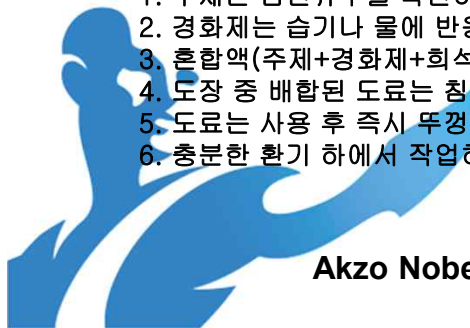 2. 경화제는 습기나 물에 반응
3. 혼합액(주제+경화제+희석
4. 도장 중 배합된 도료는 침
5. 도료는 사용 후 즉시 뚜껑
6. 충분한 환기 하에서 작업하
Akzo Nobe